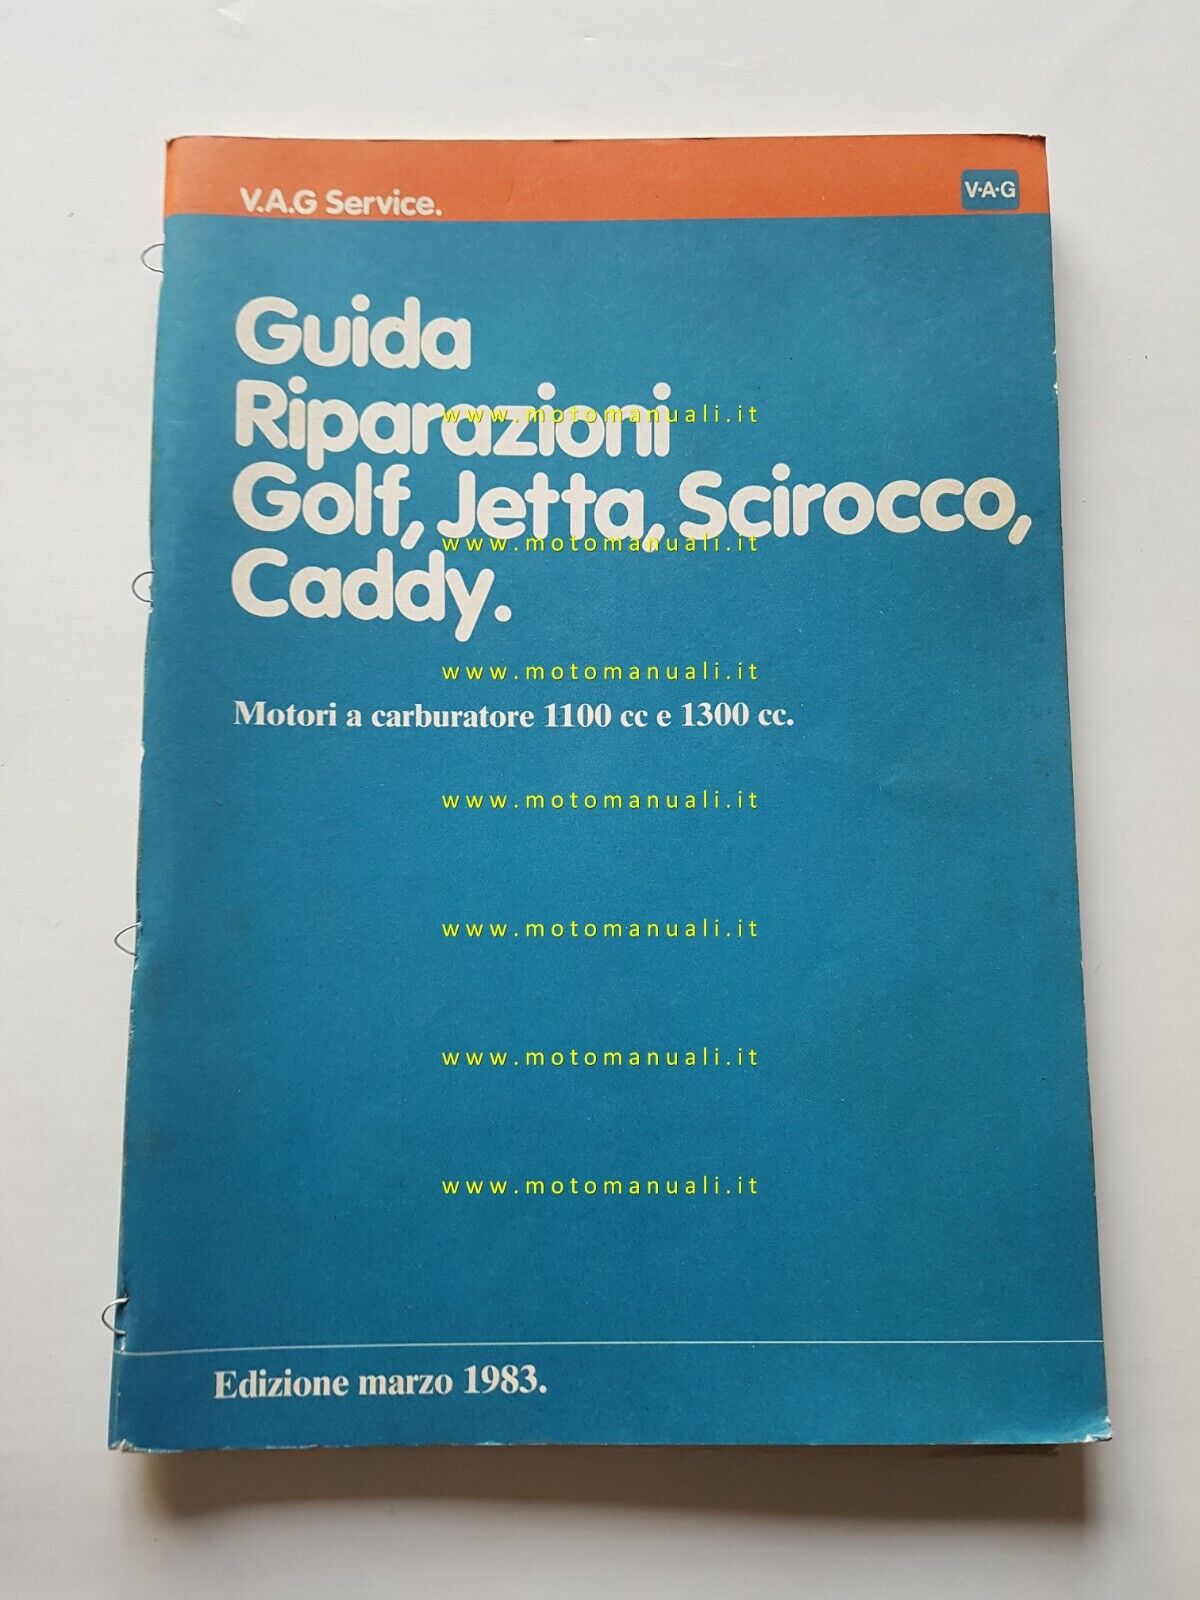 V.A.G Service.
V·A·G
Guida
Riparazioni
www.motomanuali.it
Golf, Jetta, Scirocco,
www.motomanuali.it
Caddy.
www.motomanuali.it
Motori a carburatore 1100 cc e 1300 cc.
www.motomanuali.it
www.motomanuali.it
www.motomanuali.it
www.motomanuali.it
Edizione marzo 1983.